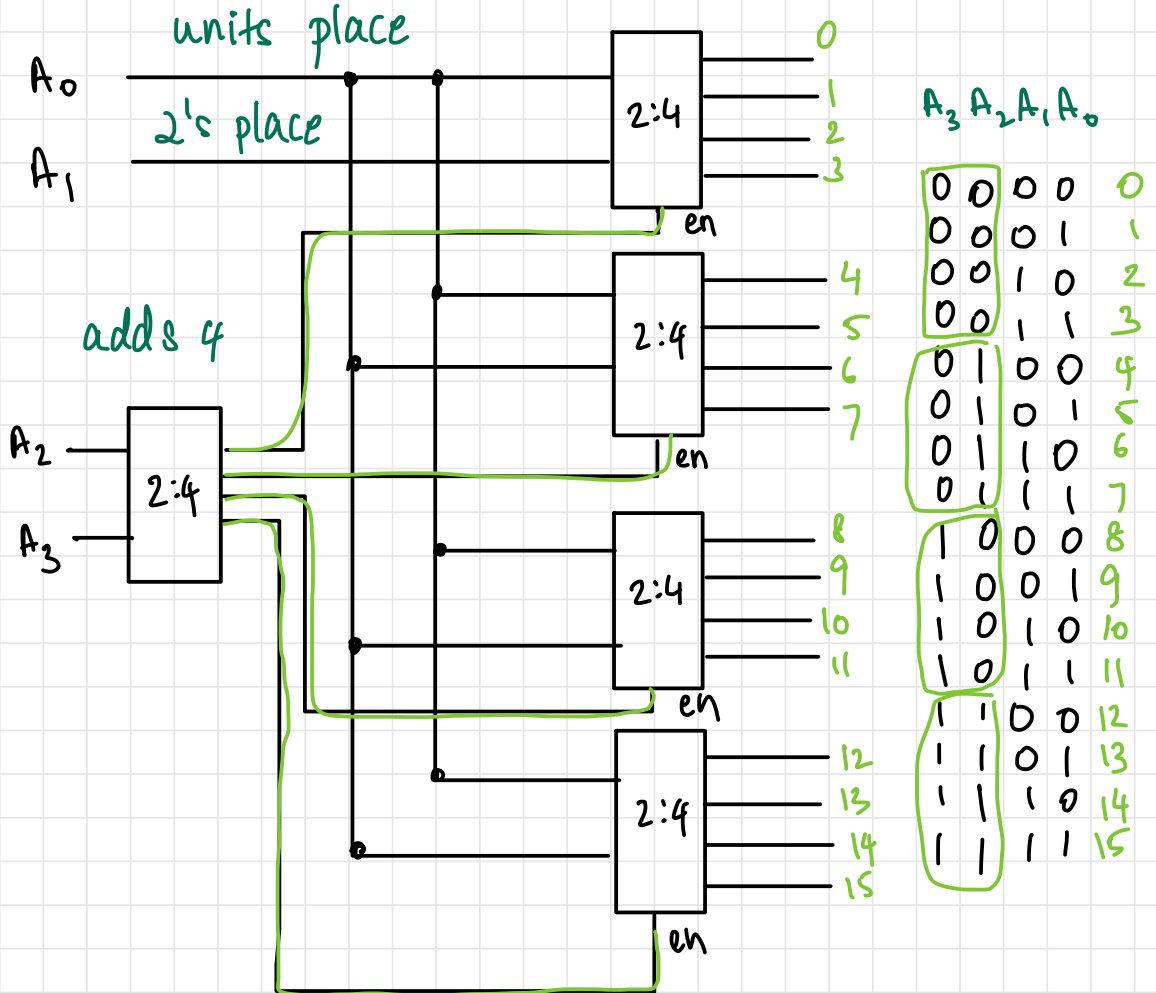 units place
A₀
2's place
A₁
2:4
0
1
2
3
en
adds 4
A₂
A₃
2:4
2:4
4
5
6
7
en
2:4
8
9
10
11
en
2:4
12
13
14
15
en
A₃ A₂ A₁ A₀
0 0 0 0 0
0 0 0 1 1
0 0 1 0 2
0 0 1 1 3
0 1 0 0 4
0 1 0 1 5
0 1 1 0 6
0 1 1 1 7
1 0 0 0 8
1 0 0 1 9
1 0 1 0 10
1 0 1 1 11
1 1 0 0 12
1 1 0 1 13
1 1 1 0 14
1 1 1 1 15